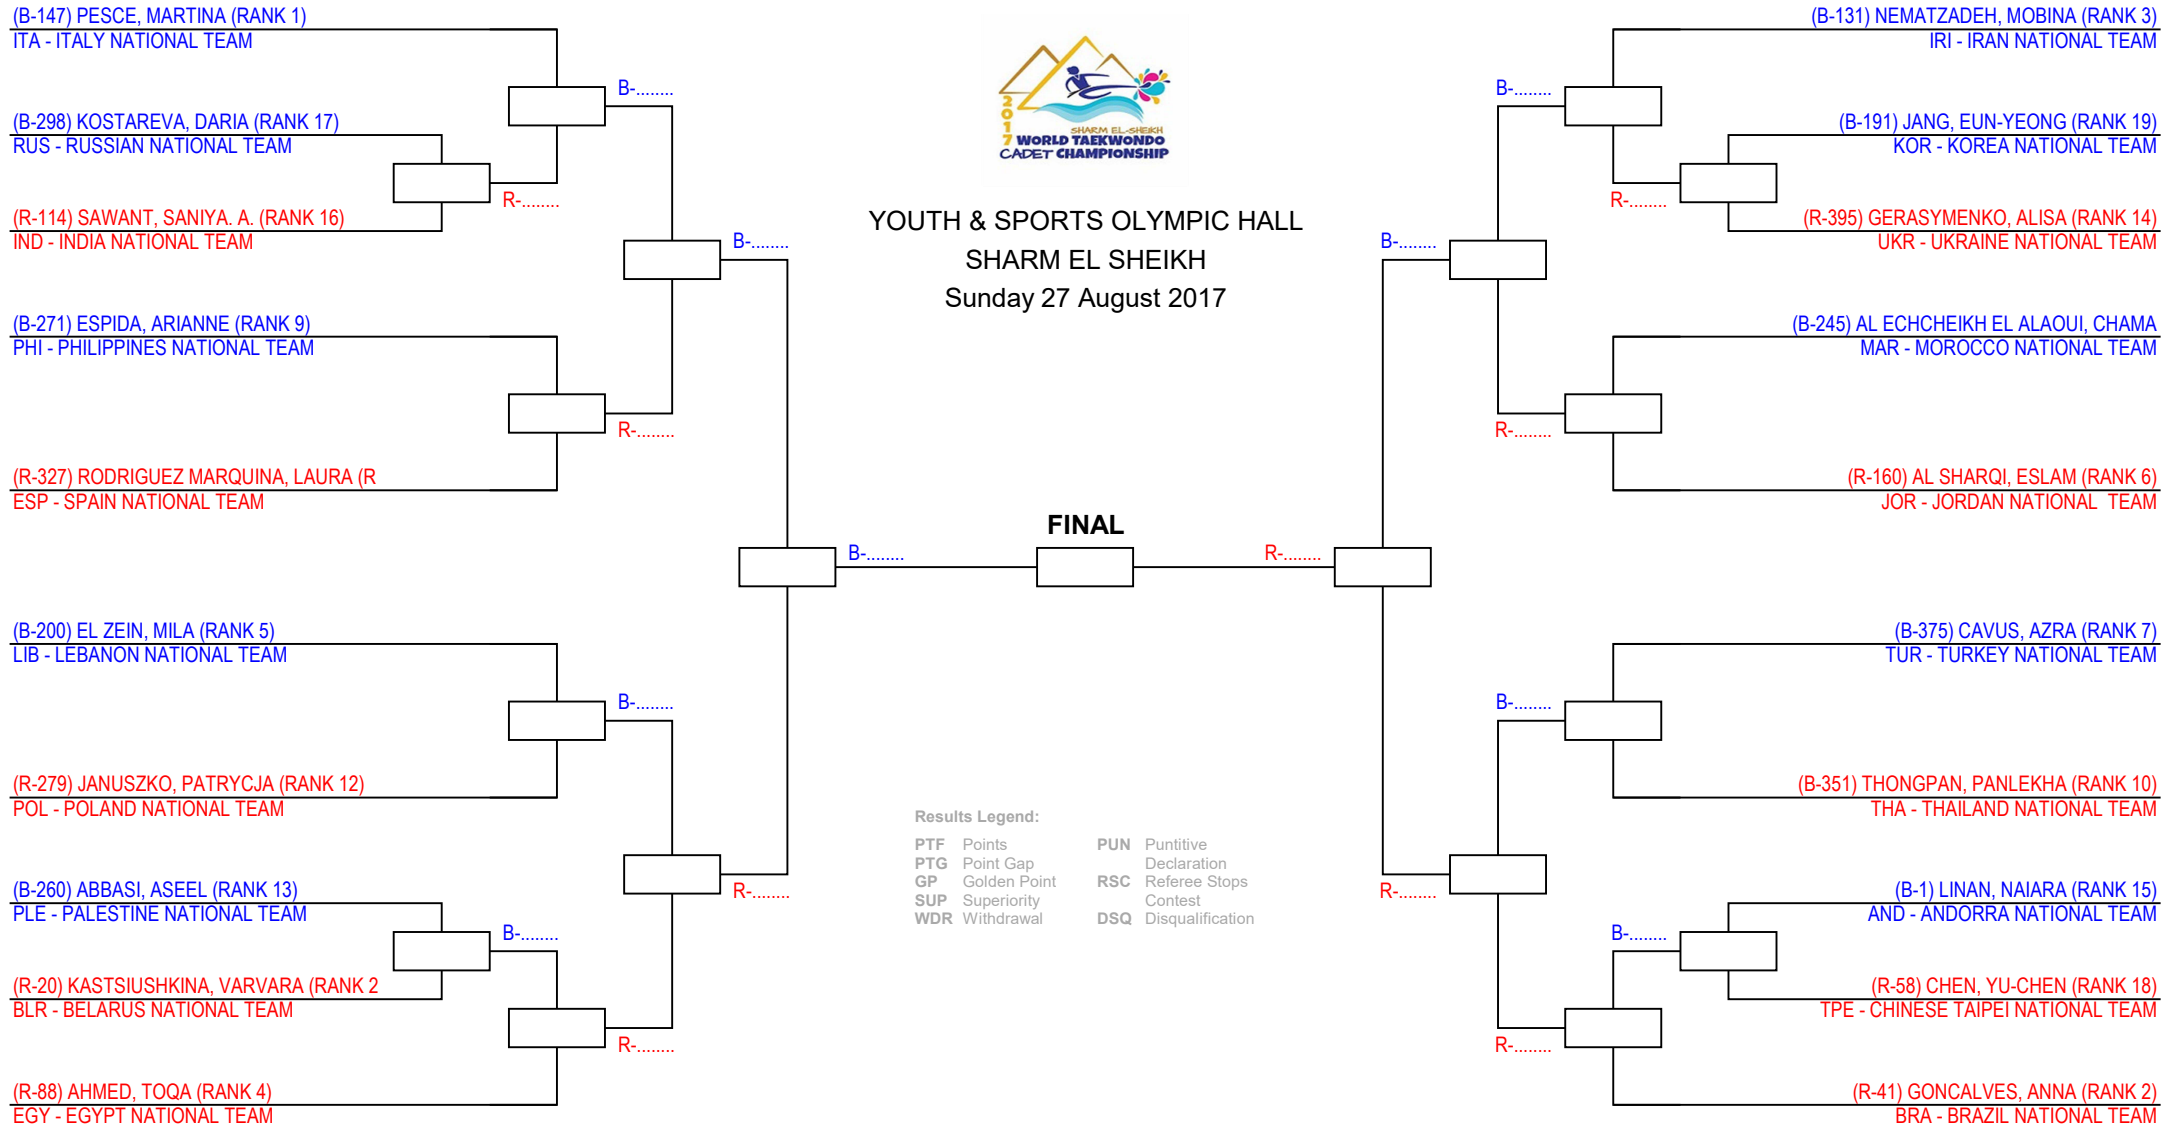 (B-147) PESCE, MARTINA (RANK 1)
ITA - ITALY NATIONAL TEAM
(B-298) KOSTAREVA, DARIA (RANK 17)
RUS - RUSSIAN NATIONAL TEAM
(R-114) SAWANT, SANIYA. A. (RANK 16)
IND - INDIA NATIONAL TEAM
(B-271) ESPIDA, ARIANNE (RANK 9)
PHI - PHILIPPINES NATIONAL TEAM
(R-327) RODRIGUEZ MARQUINA, LAURA (R
ESP - SPAIN NATIONAL TEAM
(B-200) EL ZEIN, MILA (RANK 5)
LIB - LEBANON NATIONAL TEAM
(R-279) JANUSZKO, PATRYCJA (RANK 12)
POL - POLAND NATIONAL TEAM
(B-260) ABBASI, ASEEL (RANK 13)
PLE - PALESTINE NATIONAL TEAM
(R-20) KASTSIUSHKINA, VARVARA (RANK 2
BLR - BELARUS NATIONAL TEAM
(R-88) AHMED, TOQA (RANK 4)
EGY - EGYPT NATIONAL TEAM
R-........
B-........
B-........
R-........
B-........
R-........
B-........
R-........
B-........
2017
SHARM EL-SHEIKH
WORLD TAEKWONDO
CADET CHAMPIONSHIP
YOUTH & SPORTS OLYMPIC HALL
SHARM EL SHEIKH
Sunday 27 August 2017
FINAL
Results Legend:
PTF Points
PTG Point Gap
GP Golden Point
SUP Superiority
WDR Withdrawal
PUN Puntitive
Declaration
RSC Referee Stops
Contest
DSQ Disqualification
R-........
B-........
R-........
B-........
R-........
B-........
R-........
R-........
B-........
(B-131) NEMATZADEH, MOBINA (RANK 3)
IRI - IRAN NATIONAL TEAM
(B-191) JANG, EUN-YEONG (RANK 19)
KOR - KOREA NATIONAL TEAM
(R-395) GERASYMENKO, ALISA (RANK 14)
UKR - UKRAINE NATIONAL TEAM
(B-245) AL ECHCHEIKH EL ALAOUI, CHAMA
MAR - MOROCCO NATIONAL TEAM
(R-160) AL SHARQI, ESLAM (RANK 6)
JOR - JORDAN NATIONAL  TEAM
(B-375) CAVUS, AZRA (RANK 7)
TUR - TURKEY NATIONAL TEAM
(B-351) THONGPAN, PANLEKHA (RANK 10)
THA - THAILAND NATIONAL TEAM
(B-1) LINAN, NAIARA (RANK 15)
AND - ANDORRA NATIONAL TEAM
(R-58) CHEN, YU-CHEN (RANK 18)
TPE - CHINESE TAIPEI NATIONAL TEAM
(R-41) GONCALVES, ANNA (RANK 2)
BRA - BRAZIL NATIONAL TEAM